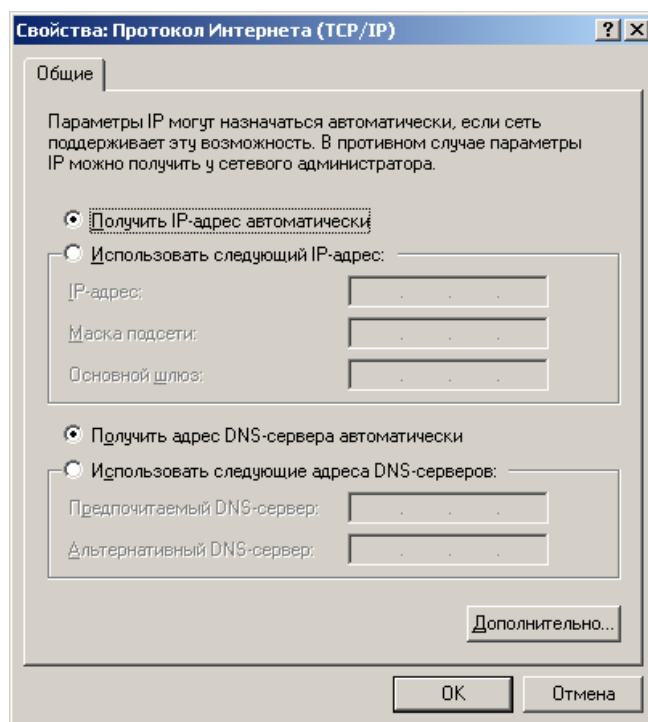 Свойства: Протокол Интернета (TCP/IP)
Общие
Параметры IP могут назначаться автоматически, если сеть
поддерживает эту возможность. В противном случае параметры
IP можно получить у сетевого администратора.
Получить IP-адрес автоматически
Использовать следующий IP-адрес:
IP-адрес:
Маска подсети:
Основной шлюз:
Получить адрес DNS-сервера автоматически
Использовать следующие адреса DNS-серверов:
Предпочитаемый DNS-сервер:
Альтернативный DNS-сервер:
Дополнительно...
OK Отмена